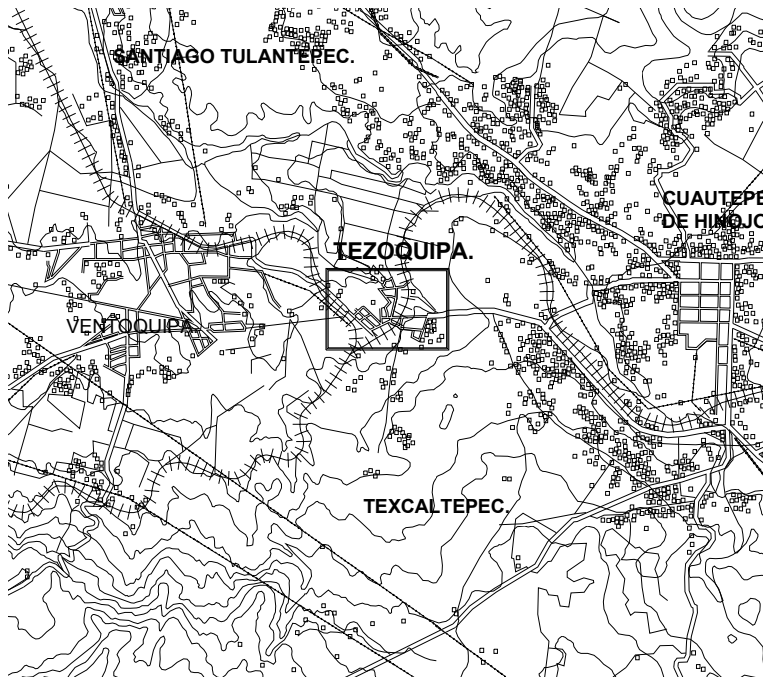 SANTIAGO TULANTEPEC.
CUAUTEPE
DE HINOJO
TEZOQUIPA.
VENTOQUIPA.
TEXCALTEPEC.